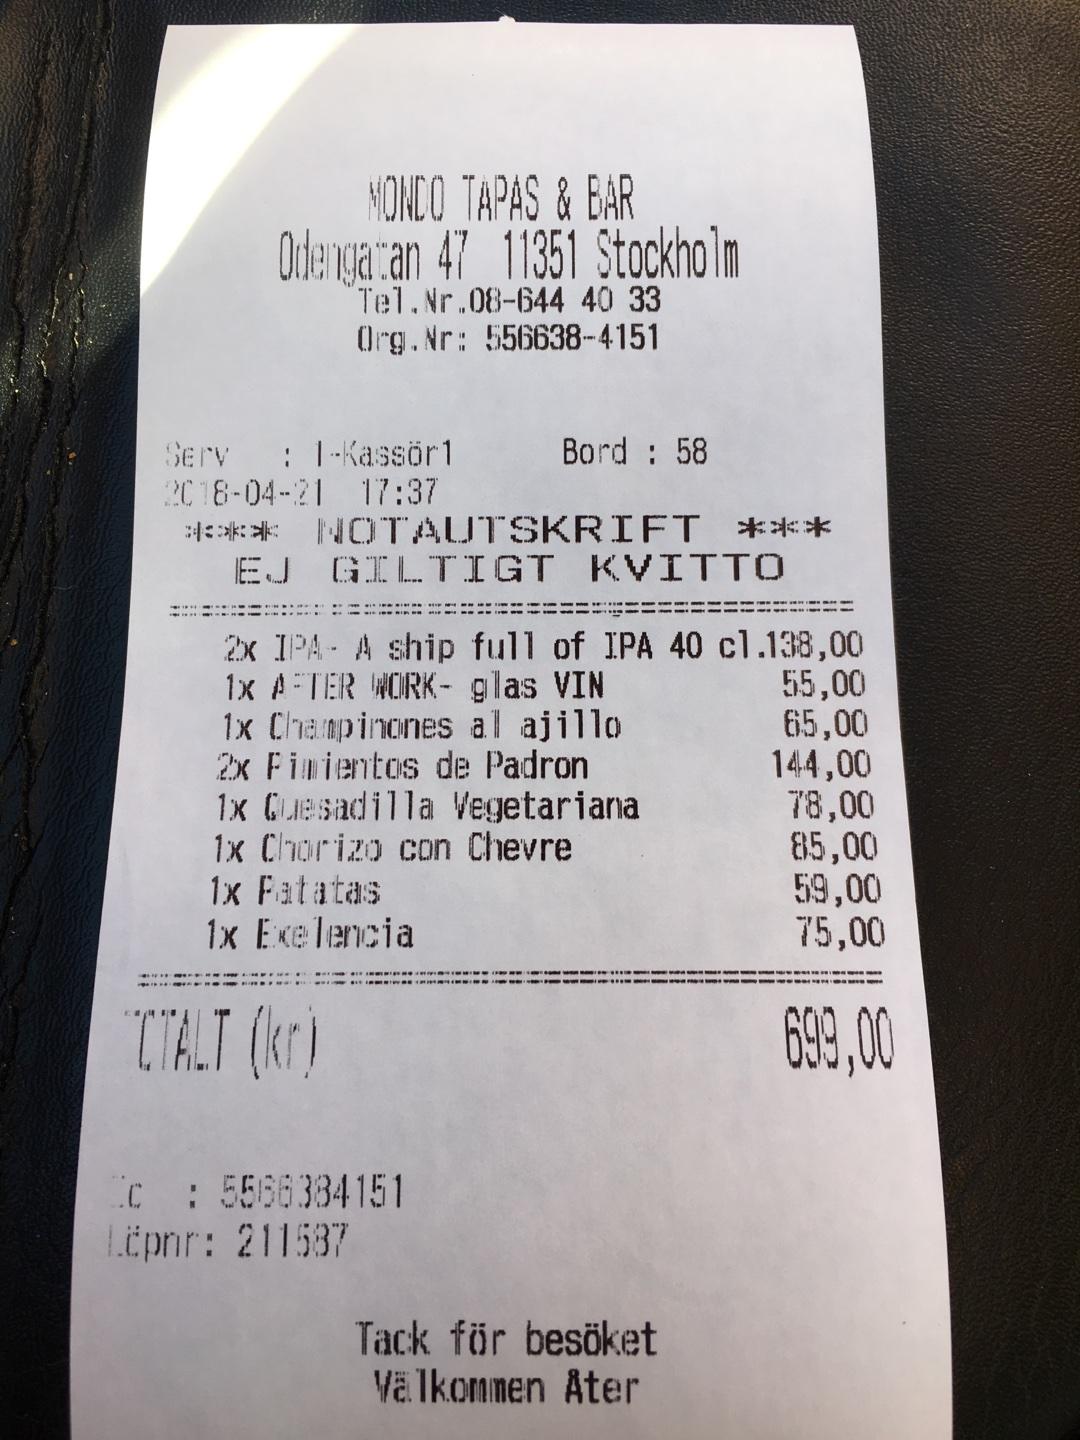 MONDO TAPAS & BAR
Odengatan 47 11351 Stockholm
Tel.Nr.08-644 40 33
Org.Nr: 556638-4151
Serv : 1-Kassör1 Bord : 58
2018-04-21 17:37
*** NOTAUTSKRIFT ***
EJ GILTIGT KVITTO
2x IPA- A ship full of IPA 40 cl.138,00
1x AFTER WORK- glas VIN 55,00
1x Champinones al ajillo 65,00
2x Pimientos de Padron 144,00
1x Quesadilla Vegetariana 78,00
1x Chorizo con Chevre 85,00
1x Patatas 59,00
1x Exelencia 75,00
TOTALT (kr) 699,00
: 5566384151
Löpnr: 211587
Tack för besöket
Välkommen Åter